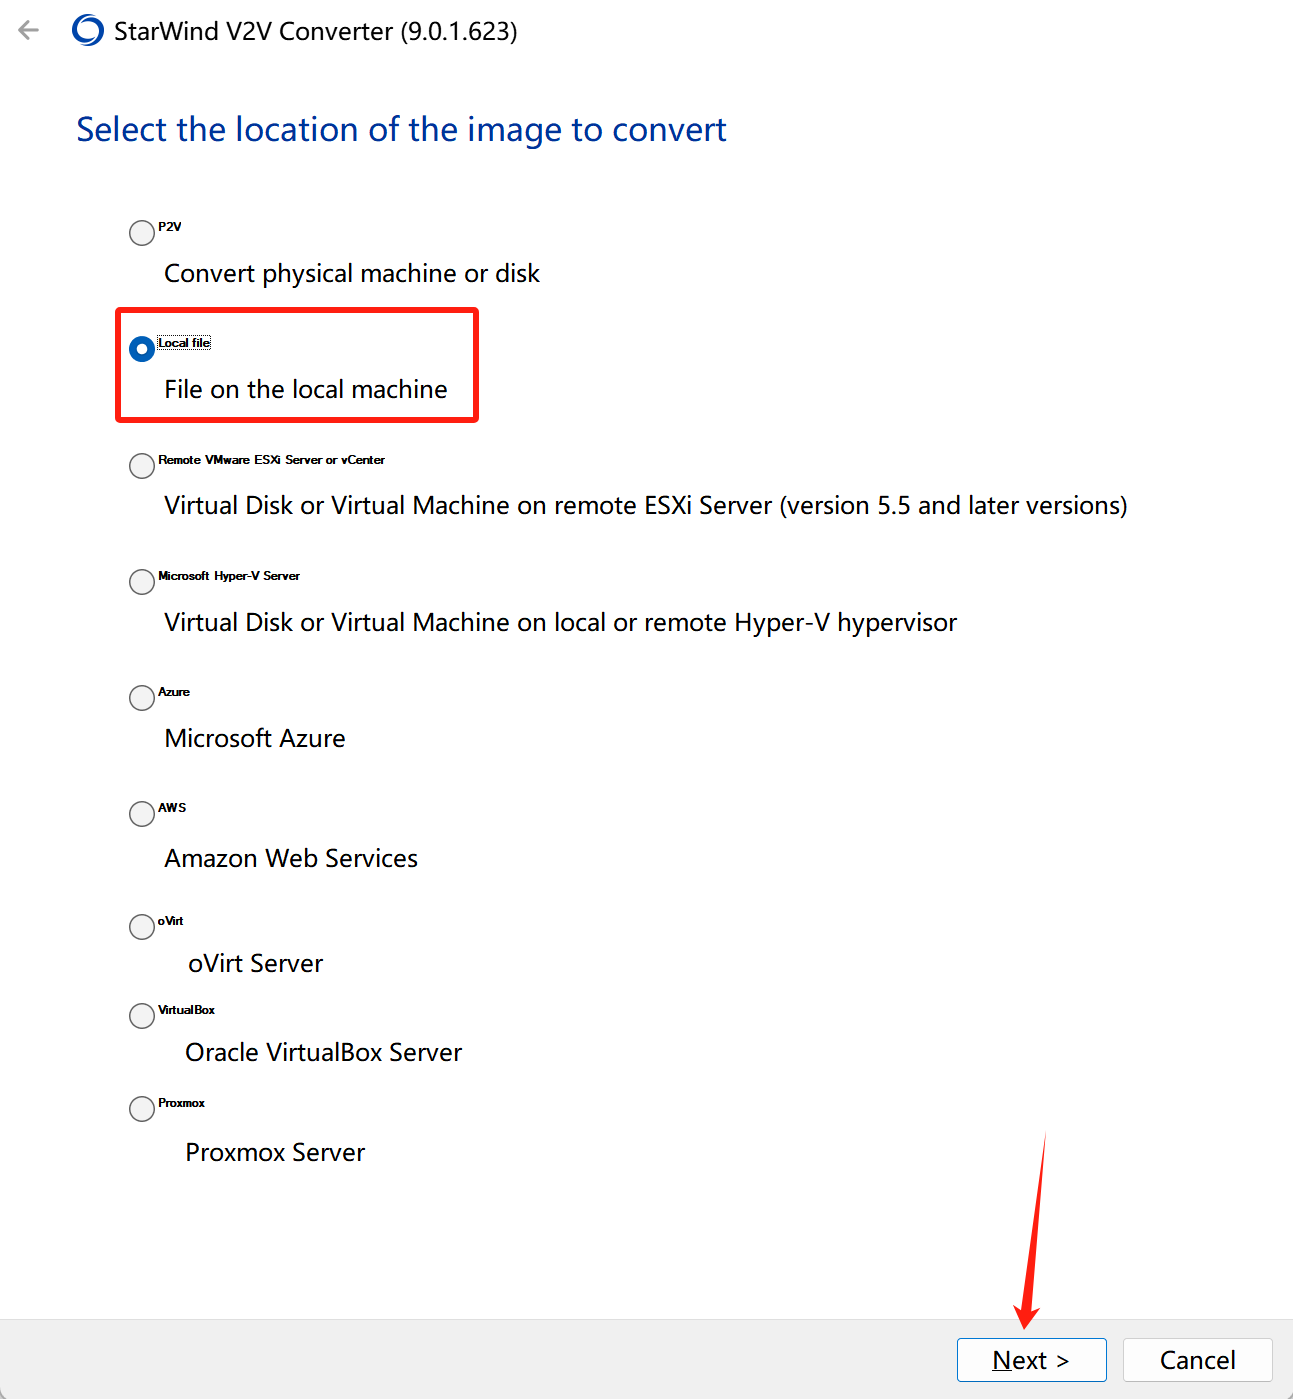 StarWind V2V Converter (9.0.1.623)
Select the location of the image to convert
P2V
Convert physical machine or disk
Local file
File on the local machine
Remote VMware ESXi Server or vCenter
Virtual Disk or Virtual Machine on remote ESXi Server (version 5.5 and later versions)
Microsoft Hyper-V Server
Virtual Disk or Virtual Machine on local or remote Hyper-V hypervisor
Azure
Microsoft Azure
AWS
Amazon Web Services
oVirt
oVirt Server
VirtualBox
Oracle VirtualBox Server
Proxmox
Proxmox Server
Next >
Cancel